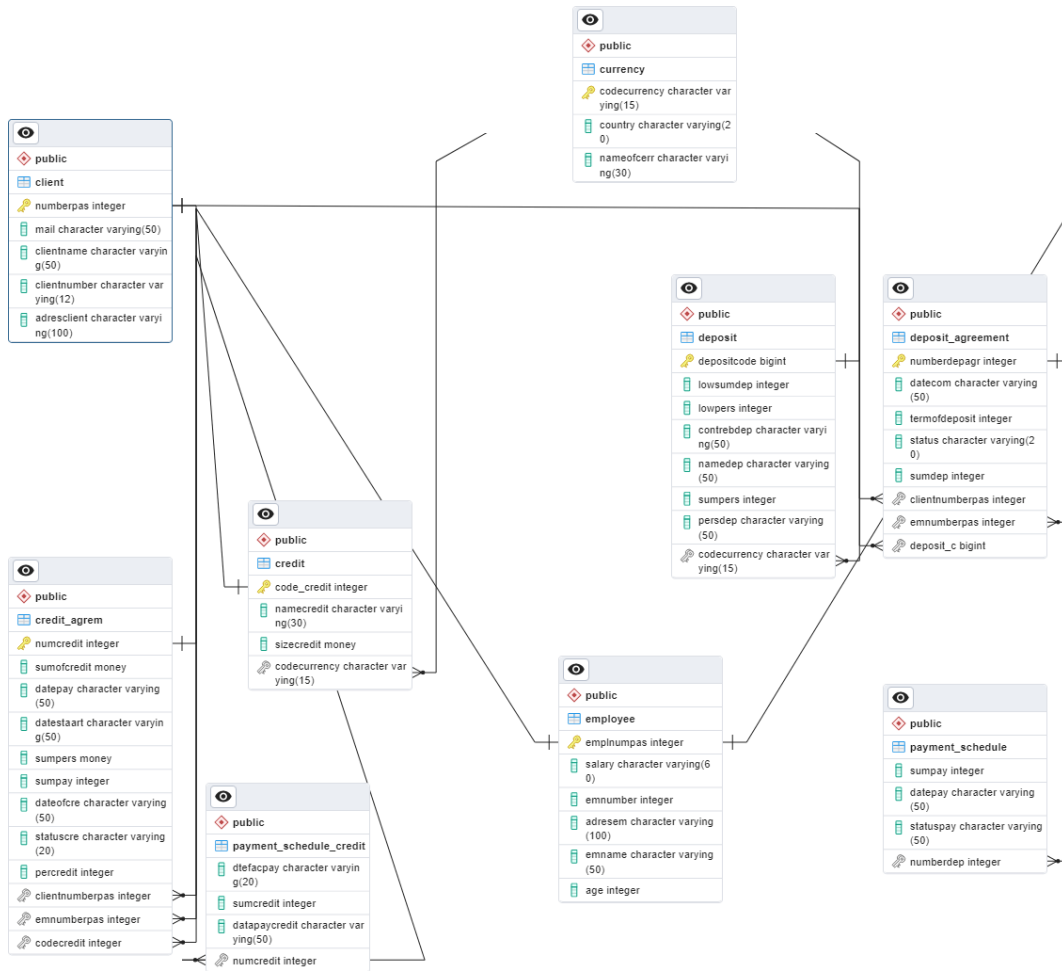 public
currency
codecurrency character var
ying(15)
country character varying(2
0)
nameofcerr character varyi
ng(30)
public
client
numberpas integer
mail character varying(50)
clientname character varyin
g(50)
clientnumber character var
ying(12)
adresclient character varyi
ng(100)
public
deposit
depositcode bigint
lowsumdep integer
lowpers integer
contrebdep character varyi
ng(50)
namedep character varying
(50)
sumpers integer
persdep character varying
(50)
codecurrency character var
ying(15)
public
deposit_agreement
numberdepagr integer
datecom character varying
(50)
termofdeposit integer
status character varying(2
0)
sumdep integer
clientnumberpas integer
emnumberpas integer
deposit_c bigint
public
credit
code_credit integer
namecredit character varyi
ng(30)
sizecredit money
codecurrency character var
ying(15)
public
credit_agrem
numcredit integer
sumofcredit money
datepay character varying
(50)
datestaart character varyin
g(50)
sumpers money
sumpay integer
dateofcre character varying
(50)
statuscre character varying
(20)
percredit integer
clientnumberpas integer
emnumberpas integer
codecredit integer
public
employee
emplnumpas integer
salary character varying(6
0)
emnumber integer
adresem character varying
(100)
emname character varying
(50)
age integer
public
payment_schedule
sumpay integer
datepay character varying
(50)
statuspay character varying
(50)
numberdep integer
public
payment_schedule_credit
dtefacpay character varyin
g(20)
sumcredit integer
datapaycredit character var
ying(50)
numcredit integer